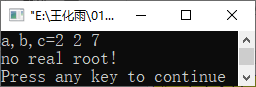 "E:\王化雨\01...
a,b,c=2 2 7
no real root!
Press any key to continue